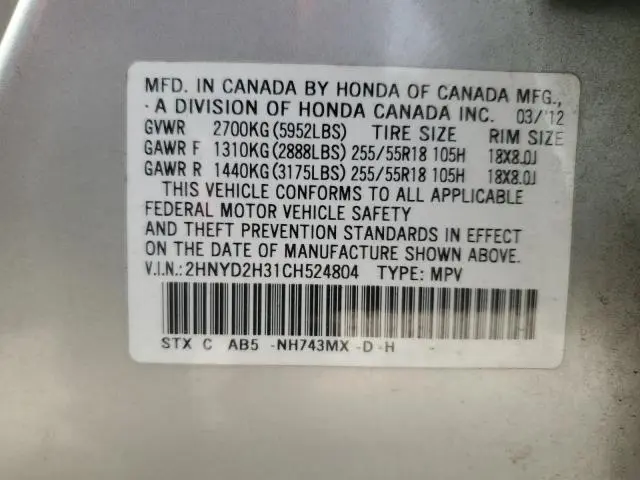 MFD. IN CANADA BY HONDA OF CANADA MFG.,
A DIVISION OF HONDA CANADA INC. 03/12
GVWR 2700KG(5952LBS) TIRE SIZE RIM SIZE
GAWR F 1310KG(2888LBS) 255/55R18 105H 18X8.0J
GAWR R 1440KG(3175LBS) 255/55R18 105H 18X8.0J
THIS VEHICLE CONFORMS TO ALL APPLICABLE
FEDERAL MOTOR VEHICLE SAFETY
AND THEFT PREVENTION STANDARDS IN EFFECT
ON THE DATE OF MANUFACTURE SHOWN ABOVE.
V.I.N.:2HNYD2H31CH524804 TYPE: MPV
STX C AB5 -NH743MX -D -H -